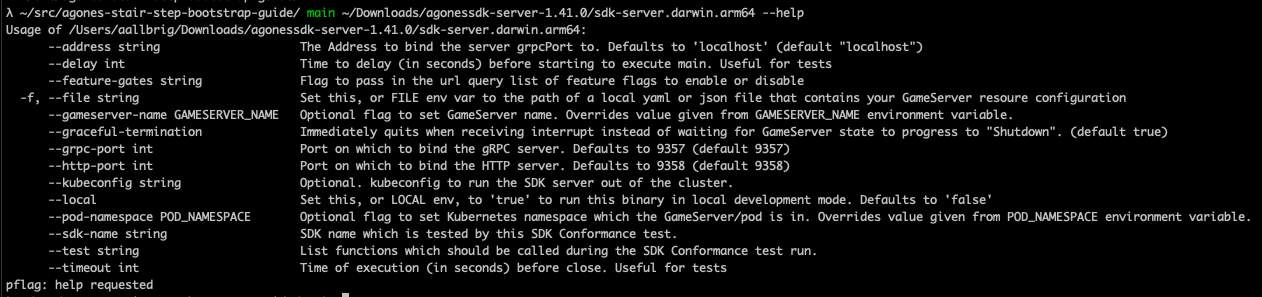 λ ~/src/agones-stair-step-bootstrap-guide/ main ~/Downloads/agonessdk-server-1.41.0/sdk-server.darwin.arm64 --help
Usage of /Users/aallbrig/Downloads/agonessdk-server-1.41.0/sdk-server.darwin.arm64:
--address string The Address to bind the server grpcPort to. Defaults to 'localhost' (default "localhost")
--delay int Time to delay (in seconds) before starting to execute main. Useful for tests
--feature-gates string Flag to pass in the url query list of feature flags to enable or disable
-f, --file string Set this, or FILE env var to the path of a local yaml or json file that contains your GameServer resoure configuration
--gameserver-name GAMESERVER_NAME Optional flag to set GameServer name. Overrides value given from GAMESERVER_NAME environment variable.
--graceful-termination Immediately quits when receiving interrupt instead of waiting for GameServer state to progress to "Shutdown". (default true)
--grpc-port int Port on which to bind the gRPC server. Defaults to 9357 (default 9357)
--http-port int Port on which to bind the HTTP server. Defaults to 9358 (default 9358)
--kubeconfig string Optional. kubeconfig to run the SDK server out of the cluster.
--local Set this, or LOCAL env, to 'true' to run this binary in local development mode. Defaults to 'false'
--pod-namespace POD_NAMESPACE Optional flag to set Kubernetes namespace which the GameServer/pod is in. Overrides value given from POD_NAMESPACE environment variable.
--sdk-name string SDK name which is tested by this SDK Conformance test.
--test string List functions which should be called during the SDK Conformance test run.
--timeout int Time of execution (in seconds) before close. Useful for tests
pflag: help requested